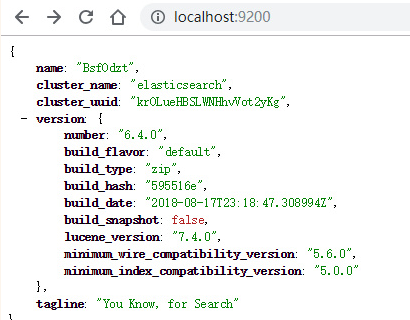 localhost:9200
{
name: "BsfOdzt",
cluster_name: "elasticsearch",
cluster_uuid: "krOLueHBSLWNHhvVot2yKg",
- version: {
number: "6.4.0",
build_flavor: "default",
build_type: "zip",
build_hash: "595516e",
build_date: "2018-08-17T23:18:47.308994Z",
build_snapshot: false,
lucene_version: "7.4.0",
minimum_wire_compatibility_version: "5.6.0",
minimum_index_compatibility_version: "5.0.0"
},
tagline: "You Know, for Search"